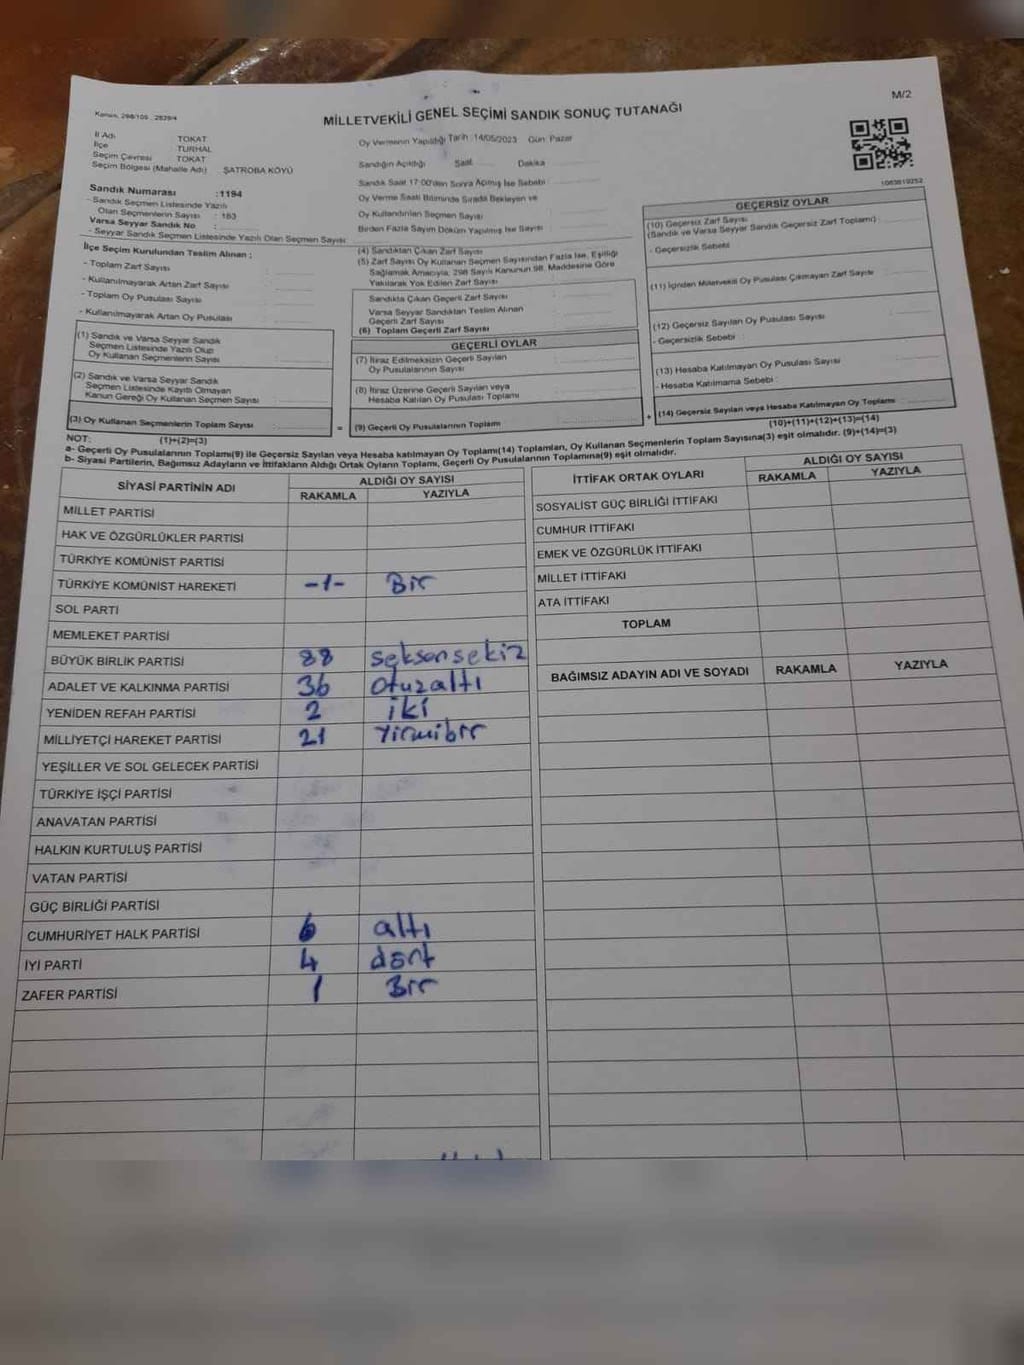 M/2
Kanun, 298/105 . 2839/4
MİLLETVEKİLİ GENEL SEÇİMİ SANDIK SONUÇ TUTANAĞI
İl Adı TOKAT
İlçe TURHAL
Seçim Çevresi TOKAT
Seçim Bölgesi (Mahalle Adı) ŞATROBA KÖYÜ
Sandık Numarası :1194
- Sandık Seçmen Listesinde Yazılı
Olan Seçmenlerin Sayısı : 163
Varsa Seyyar Sandık No :
- Seyyar Sandık Seçmen Listesinde Yazılı Olan Seçmen Sayısı:
Oy Vermenin Yapıldığı Tarih :14/05/2023 Gün: Pazar
Sandığın Açıldığı Saat Dakika
Sandık Saat 17:00'den Sonra Açılmış İse Sebebi :
Oy Verme Saati Bitiminde Sırada Bekleyen ve
Oy Kullandırılan Seçmen Sayısı
Birden Fazla Sayım Döküm Yapılmış İse Sayısı :
1063819252
İlçe Seçim Kurulundan Teslim Alınan :
- Toplam Zarf Sayısı :
- Kullanılmayarak Artan Zarf Sayısı :
- Toplam Oy Pusulası Sayısı :
- Kullanılmayarak Artan Oy Pusulası :
(1) Sandık ve Varsa Seyyar Sandık
Seçmen Listesinde Yazılı Olup
Oy Kullanan Seçmenlerin Sayısı :
(2) Sandık ve Varsa Seyyar Sandık
Seçmen Listesinde Kayıtlı Olmayan
Kanun Gereği Oy Kullanan Seçmen Sayısı :
(3) Oy Kullanan Seçmenlerin Toplam Sayısı :
(4) Sandıktan Çıkan Zarf Sayısı
(5) Zarf Sayısı Oy Kullanan Seçmen Sayısından Fazla İse, Eşitliği
Sağlamak Amacıyla, 298 Sayılı Kanunun 98. Maddesine Göre
Yakılarak Yok Edilen Zarf Sayısı
Sandıkta Çıkan Geçerli Zarf Sayısı
Varsa Seyyar Sandıktan Teslim Alınan
Geçerli Zarf Sayısı
(6) Toplam Geçerli Zarf Sayısı
GEÇERLİ OYLAR
(7) İtiraz Edilmeksizin Geçerli Sayılan
Oy Pusulalarının Sayısı
(8) İtiraz Üzerine Geçerli Sayılan veya
Hesaba Katılan Oy Pusulası Toplamı
= (9) Geçerli Oy Pusulalarının Toplamı
GEÇERSİZ OYLAR
(10) Geçersiz Zarf Sayısı
(Sandık ve Varsa Seyyar Sandık Geçersiz Zarf Toplamı) :
- Geçersizlik Sebebi
(11) İçinden Milletvekili Oy Pusulası Çıkmayan Zarf Sayısı
(12) Geçersiz Sayılan Oy Pusulası Sayısı :
- Geçersizlik Sebebi :
(13) Hesaba Katılmayan Oy Pusulası Sayısı
- Hesaba Katılmama Sebebi :
+ (14) Geçersiz Sayılan veya Hesaba Katılmayan Oy Toplamı :
(10)+(11)+(12)+(13)=(14)
NOT: (1)+(2)=(3)
a- Geçerli Oy Pusulalarının Toplamı(9) ile Geçersiz Sayılan veya Hesaba katılmayan Oy Toplamı(14) Toplamları, Oy Kullanan Seçmenlerin Toplam Sayısına(3) eşit olmalıdır. (9)+(14)=(3)
b- Siyasi Partilerin, Bağımsız Adayların ve İttifakların Aldığı Ortak Oyların Toplamı, Geçerli Oy Pusulalarının Toplamına(9) eşit olmalıdır.
SİYASİ PARTİNİN ADI ALDIĞI OY SAYISI
RAKAMLA YAZIYLA
MİLLET PARTİSİ
HAK VE ÖZGÜRLÜKLER PARTİSİ
TÜRKİYE KOMÜNİST PARTİSİ
TÜRKİYE KOMÜNİST HAREKETİ -1- Bir
SOL PARTİ
MEMLEKET PARTİSİ
BÜYÜK BİRLİK PARTİSİ 88 seksensekiz
ADALET VE KALKINMA PARTİSİ 36 otuzaltı
YENİDEN REFAH PARTİSİ 2 iki
MİLLİYETÇİ HAREKET PARTİSİ 21 Yirmibir
YEŞİLLER VE SOL GELECEK PARTİSİ
TÜRKİYE İŞÇİ PARTİSİ
ANAVATAN PARTİSİ
HALKIN KURTULUŞ PARTİSİ
VATAN PARTİSİ
GÜÇ BİRLİĞİ PARTİSİ
CUMHURİYET HALK PARTİSİ 6 altı
İYİ PARTİ 4 dört
ZAFER PARTİSİ 1 Bir
İTTİFAK ORTAK OYLARI ALDIĞI OY SAYISI
RAKAMLA YAZIYLA
SOSYALİST GÜÇ BİRLİĞİ İTTİFAKI
CUMHUR İTTİFAKI
EMEK VE ÖZGÜRLÜK İTTİFAKI
MİLLET İTTİFAKI
ATA İTTİFAKI
TOPLAM
BAĞIMSIZ ADAYIN ADI VE SOYADI RAKAMLA YAZIYLA